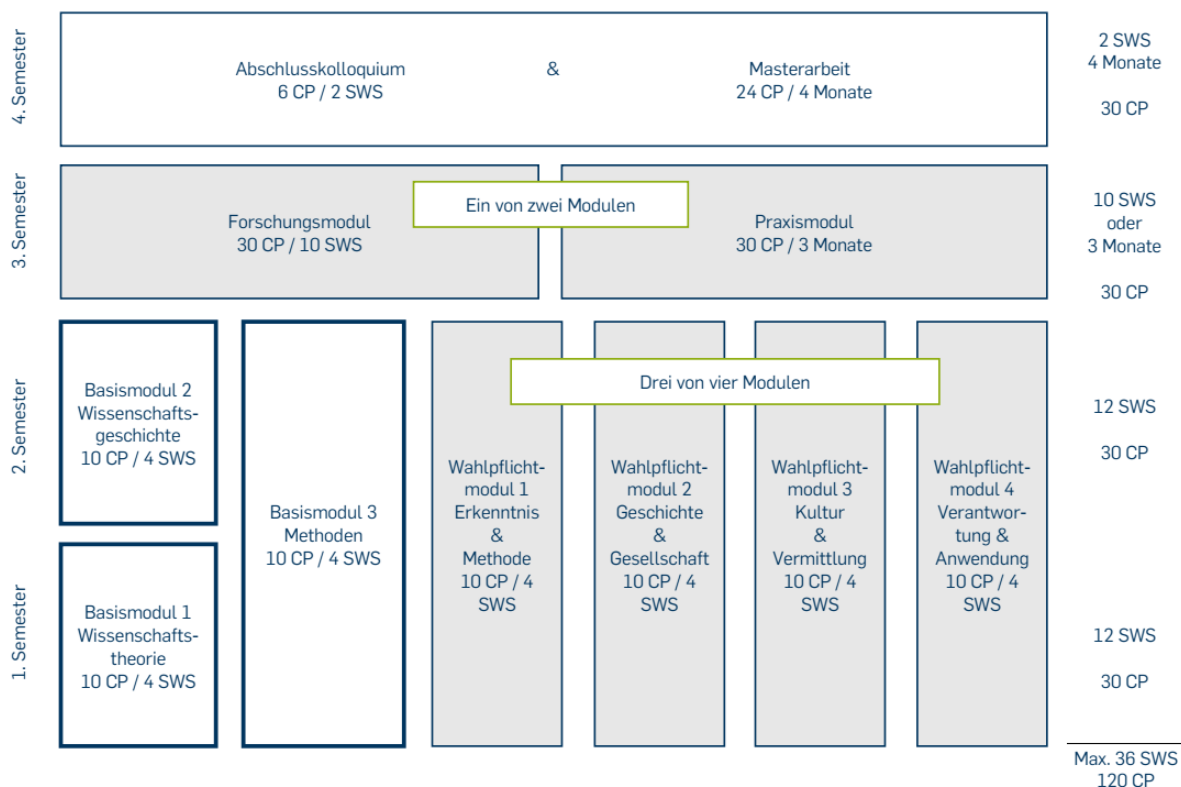 4. Semester
Abschlusskolloquium
6 CP / 2 SWS
&
Masterarbeit
24 CP / 4 Monate
2 SWS
4 Monate
30 CP
3. Semester
Ein von zwei Modulen
Forschungsmodul
30 CP / 10 SWS
Praxismodul
30 CP / 3 Monate
10 SWS
oder
3 Monate
30 CP
2. Semester
Basismodul 2
Wissenschafts-
geschichte
10 CP / 4 SWS
Basismodul 3
Methoden
10 CP / 4 SWS
Drei von vier Modulen
Wahlpflicht-
modul 1
Erkenntnis
&
Methode
10 CP / 4
SWS
Wahlpflicht-
modul 2
Geschichte
&
Gesellschaft
10 CP / 4
SWS
Wahlpflicht-
modul 3
Kultur
&
Vermittlung
10 CP / 4
SWS
Wahlpflicht-
modul 4
Verantwor-
tung &
Anwendung
10 CP / 4
SWS
12 SWS
30 CP
1. Semester
Basismodul 1
Wissenschafts-
theorie
10 CP / 4 SWS
12 SWS
30 CP
Max. 36 SWS
120 CP